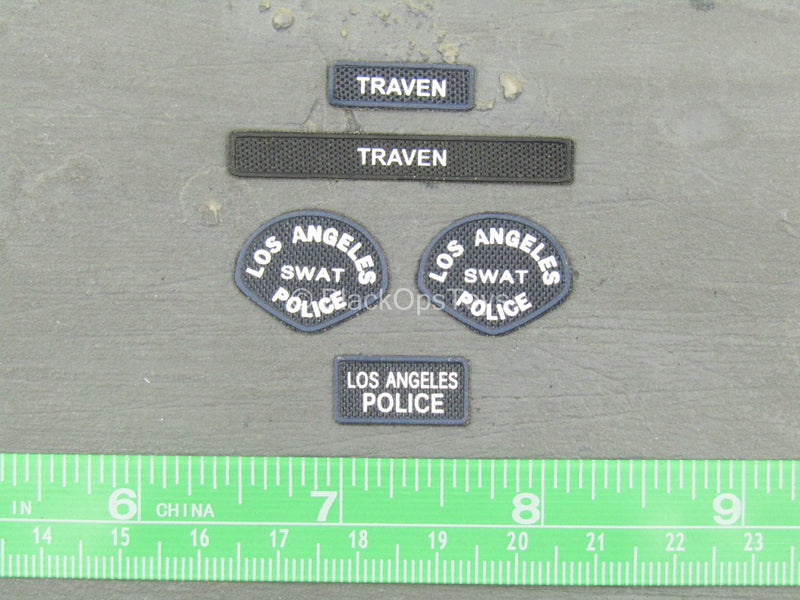 TRAVEN
TRAVEN
LOS ANGELES
SWAT
POLICE
LOS ANGELES
SWAT
POLICE
© BlackOpsToys
LOS ANGELES
POLICE
IN 6 CHINA 7 8 9
14 15 16 17 18 19 20 21 22 23